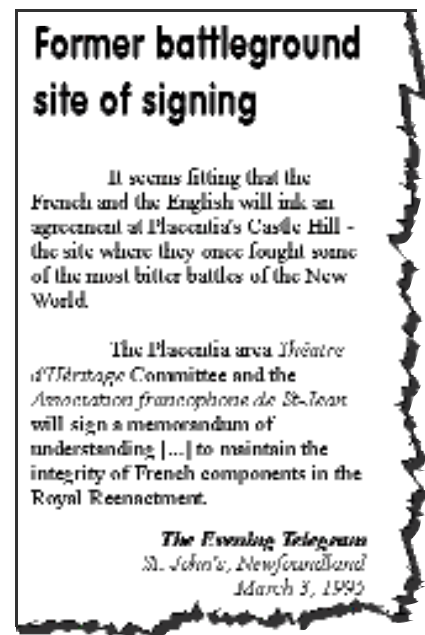 Former battleground
site of signing
It seems fitting that the
French and the English will ink an
agreement at Placentia's Castle Hill -
the site where they once fought some
of the most bitter battles of the New
World.
The Placentia area Théatre
d'Héritage Committee and the
Association francophone de St-Jean
will sign a memorandum of
understanding [...] to maintain the
integrity of French components in the
Royal Reenactment.
The Evening Telegram
St. John's, Newfoundland
March 3, 1995